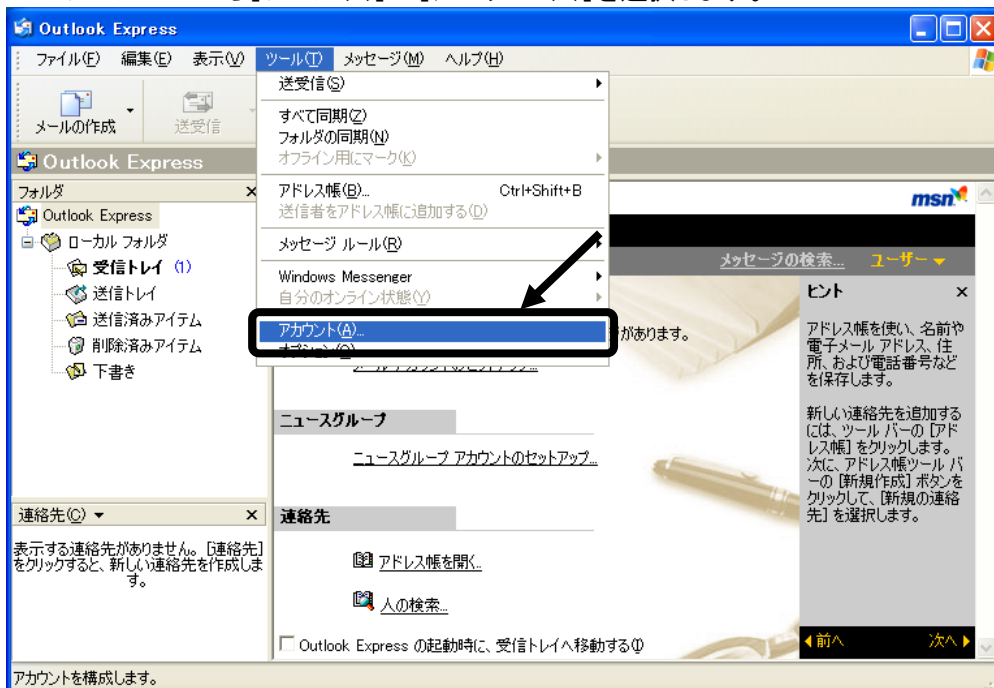 Outlook Express
ファイル(F) 編集(E) 表示(V) ツール(T) メッセージ(M) ヘルプ(H)
メールの作成 送受信
送受信(S)
すべて同期(Z)
フォルダの同期(N)
オフライン用にマーク(K)
アドレス帳(B)... Ctrl+Shift+B
送信者をアドレス帳に追加する(D)
メッセージ ルール(R)
Windows Messenger
自分のオンライン状態(Y)
アカウント(A)...
Outlook Express
フォルダ ×
Outlook Express
ローカル フォルダ
受信トレイ (1)
送信トレイ
送信済みアイテム
削除済みアイテム
下書き
msn
メッセージの検索... ユーザー
があります。
ニュースグループ
ニュースグループ アカウントのセットアップ...
連絡先
アドレス帳を開く...
人の検索...
Outlook Express の起動時に、受信トレイへ移動する(I)
ヒント ×
アドレス帳を使い、名前や
電子メール アドレス、住
所、および電話番号など
を保存します。
新しい連絡先を追加する
には、ツール バーの [アド
レス帳] をクリックします。
次に、アドレス帳ツール バ
ーの [新規作成] ボタンを
クリックして、[新規の連絡
先] を選択します。
前へ 次へ
連絡先(C) ×
表示する連絡先がありません。[連絡先]
をクリックすると、新しい連絡先を作成しま
す。
アカウントを構成します。